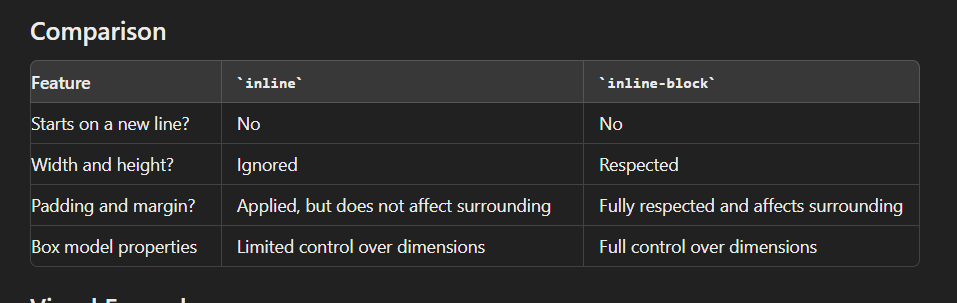 Comparison
Feature `inline` `inline-block`
Starts on a new line? No No
Width and height? Ignored Respected
Padding and margin? Applied, but does not affect surrounding Fully respected and affects surrounding
Box model properties Limited control over dimensions Full control over dimensions